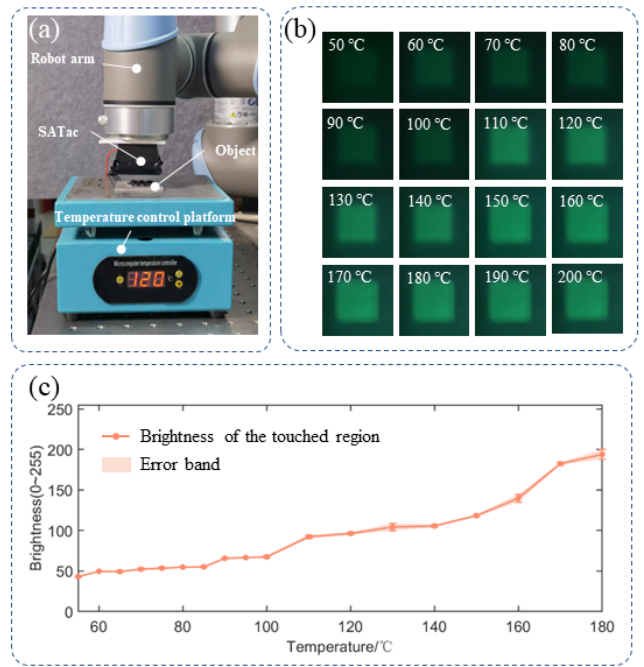 (a)
Robot arm
SATac
Object
Temperature control platform
Microcomputer temperature controller
120
℃
(b)
50 ℃ 60 ℃ 70 ℃ 80 ℃
90 ℃ 100 ℃ 110 ℃ 120 ℃
130 ℃ 140 ℃ 150 ℃ 160 ℃
170 ℃ 180 ℃ 190 ℃ 200 ℃
(c)
250
200
150
100
50
0
Brightness(0~255)
Brightness of the touched region
Error band
60 80 100 120 140 160 180
Temperature/℃